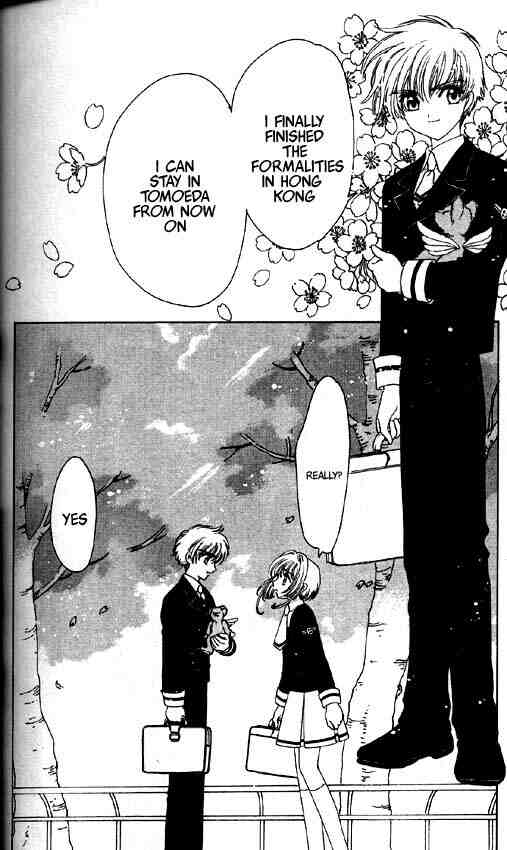 I FINALLY
FINISHED
THE
FORMALITIES
IN HONG
KONG
I CAN
STAY IN
TOMOEDA
FROM NOW
ON
REALLY?
YES